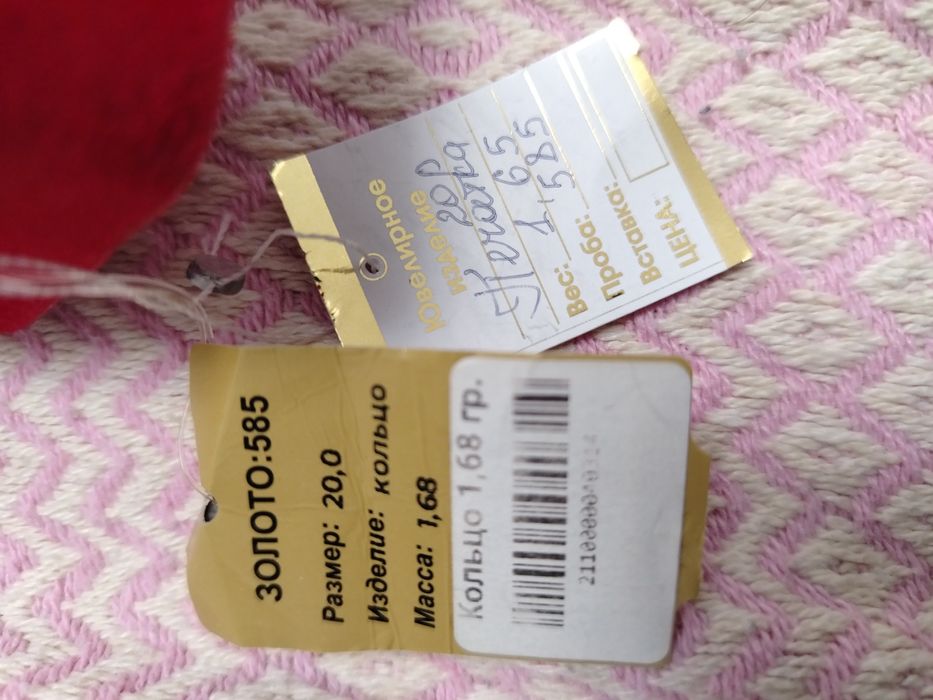 Ювелирное
изделие
20р
1.65
Вес: 585
Проба:
Вставка:
ЦЕНА:
ЗОЛОТО:585
Размер: 20,0
Изделие: кольцо
Масса: 1,68
Кольцо 1,68 гр.